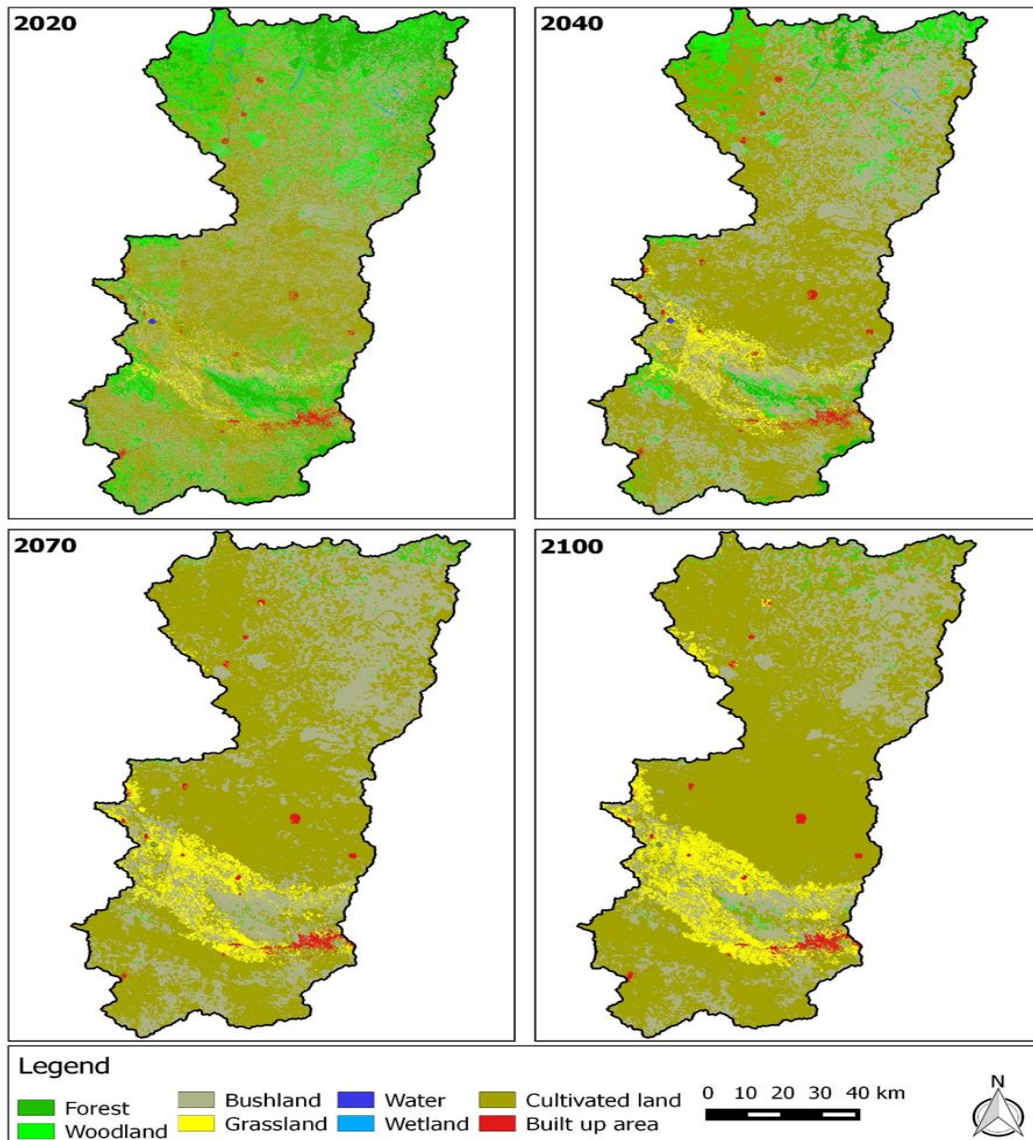 2020
2040
2070
2100
Legend
Forest
Woodland
Bushland
Grassland
Water
Wetland
Cultivated land
Built up area
0 10 20 30 40 km
N